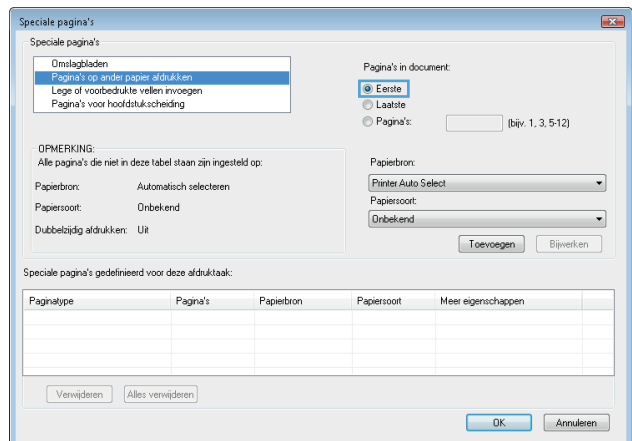 Speciale pagina's
Speciale pagina's
Omslagbladen
Pagina's op ander papier afdrukken
Lege of voorbedrukte vellen invoegen
Pagina's voor hoofdstukscheiding
Pagina's in document:
Eerste
Laatste
Pagina's:
(bijv. 1, 3, 5-12)
OPMERKING:
Alle pagina's die niet in deze tabel staan zijn ingesteld op:
Papierbron: Automatisch selecteren
Papiersoort: Onbekend
Dubbelzijdig afdrukken: Uit
Papierbron:
Printer Auto Select
Papiersoort:
Onbekend
Toevoegen Bijwerken
Speciale pagina's gedefinieerd voor deze afdruktaak:
Paginatype Pagina's Papierbron Papiersoort Meer eigenschappen
Verwijderen Alles verwijderen
OK Annuleren